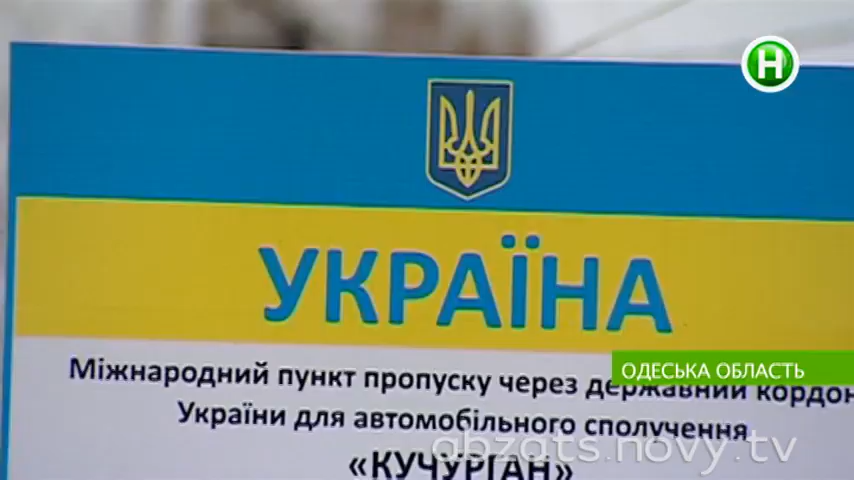 Н
УКРАЇНА
Міжнародний пункт пропуску через державний кордон
України для автомобільного сполучення
«КУЧУРГАН»
ОДЕСЬКА ОБЛАСТЬ
abzats.novy.tv